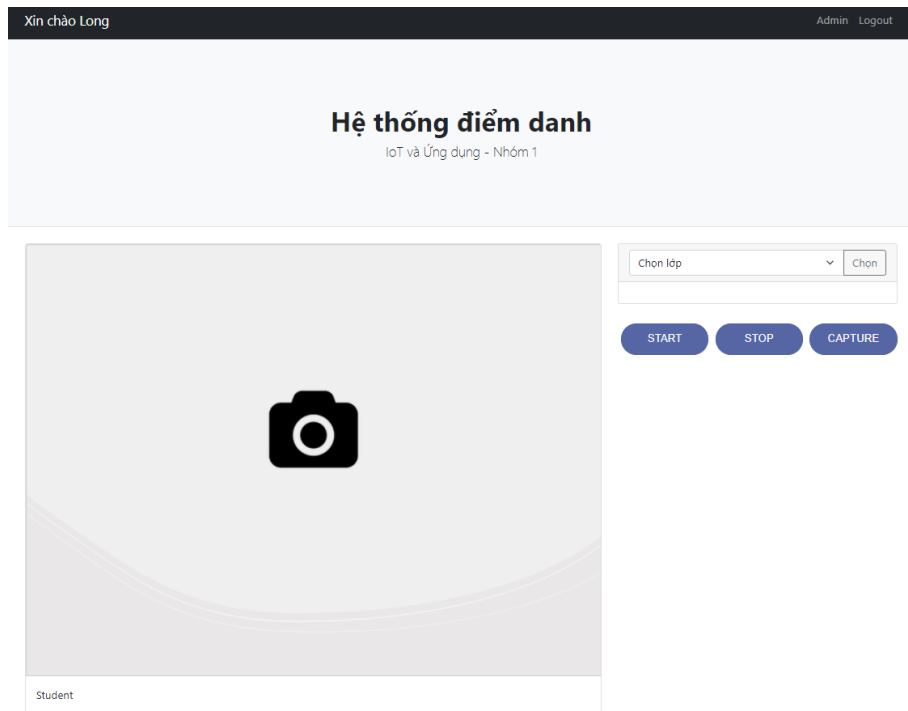 Xin chào Long
Admin Logout
Hệ thống điểm danh
IoT và Ứng dụng - Nhóm 1
Chọn lớp Chọn
START STOP CAPTURE
Student